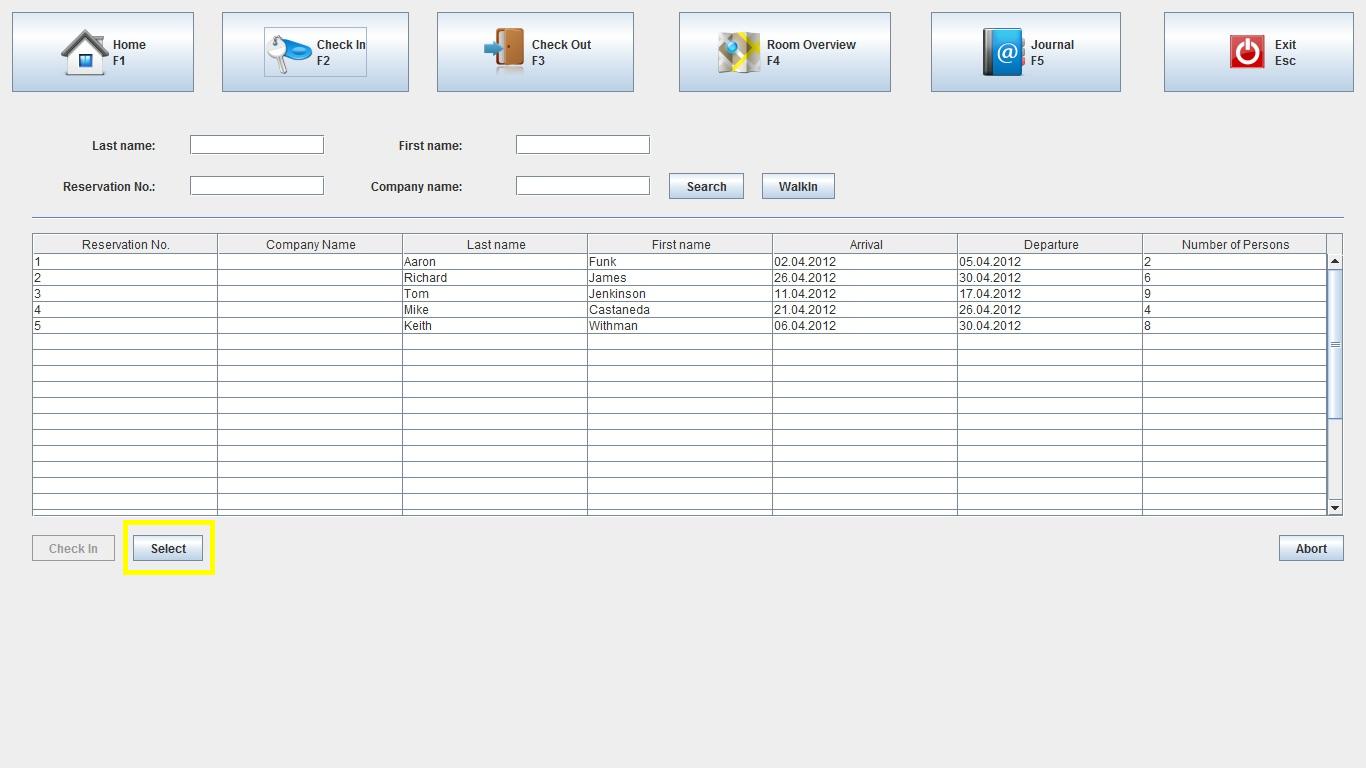 Home
F1
Check In
F2
Check Out
F3
Room Overview
F4
@
Journal
F5
Exit
Esc
Last name:
First name:
Reservation No.:
Company name:
Search
WalkIn
Reservation No. Company Name Last name First name Arrival Departure Number of Persons
1 Aaron Funk 02.04.2012 05.04.2012 2
2 Richard James 26.04.2012 30.04.2012 6
3 Tom Jenkinson 11.04.2012 17.04.2012 9
4 Mike Castaneda 21.04.2012 26.04.2012 4
5 Keith Withman 06.04.2012 30.04.2012 8
Check In
Select
Abort